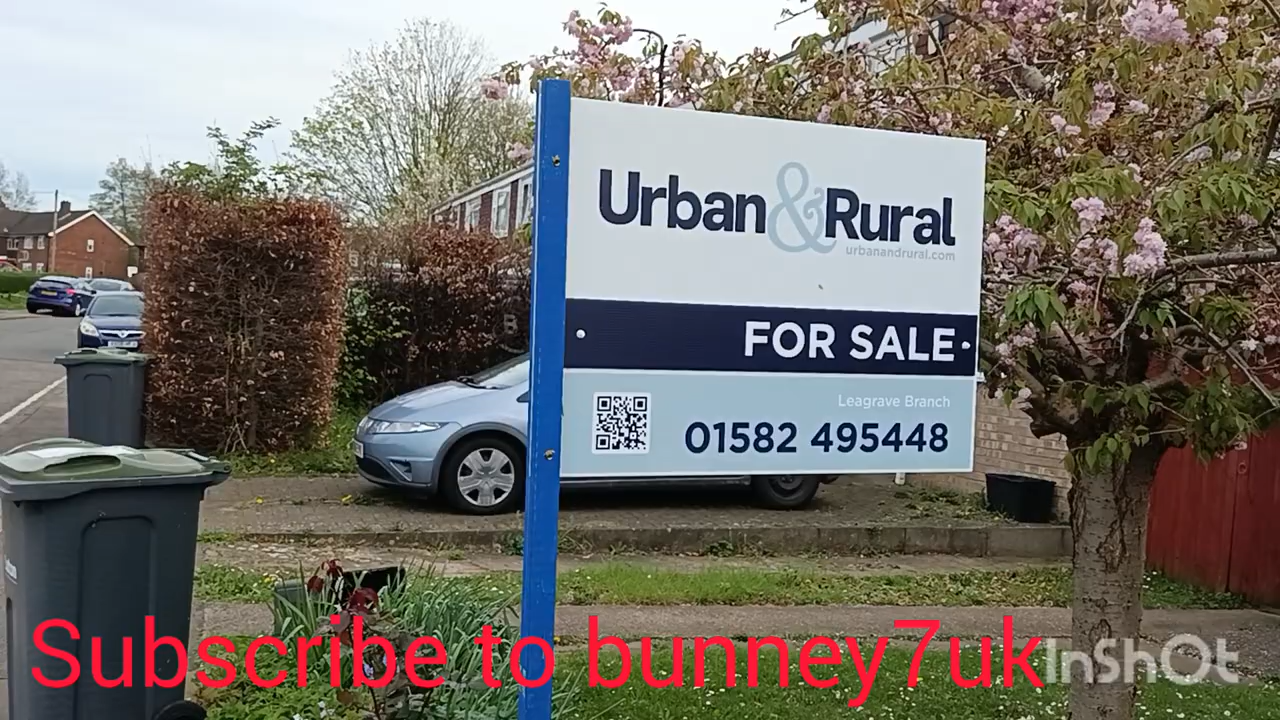 Urban & Rural
urbanandrural.com
FOR SALE
Leagrave Branch
01582 495448
Subscribe to bunney7uk
InShOt